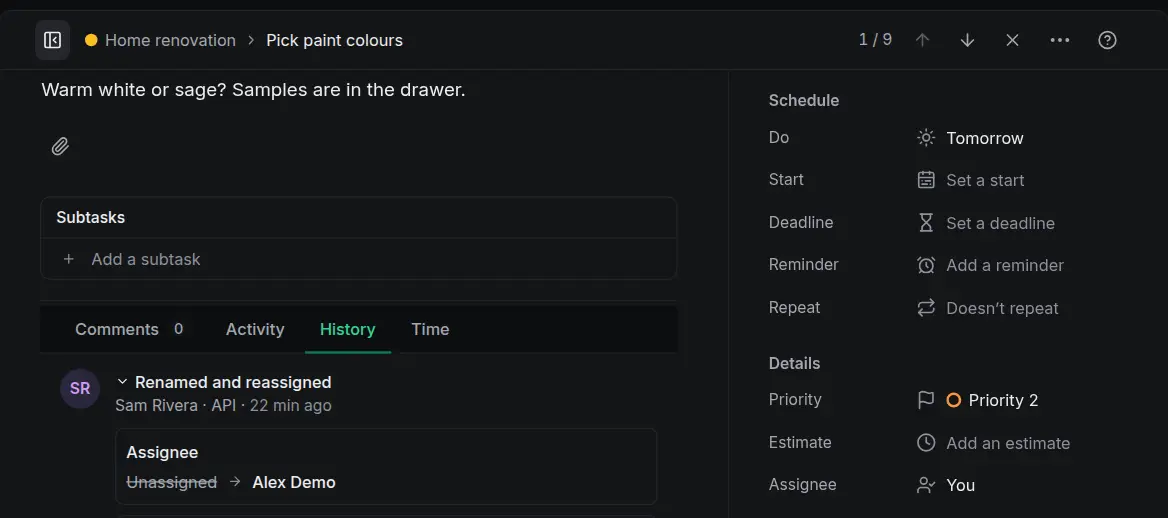 Home renovation > Pick paint colours
1 / 9
Warm white or sage? Samples are in the drawer.
Subtasks
+ Add a subtask
Comments 0 Activity History Time
SR
Renamed and reassigned
Sam Rivera · API · 22 min ago
Assignee
Unassigned → Alex Demo
Schedule
Do Tomorrow
Start Set a start
Deadline Set a deadline
Reminder Add a reminder
Repeat Doesn’t repeat
Details
Priority Priority 2
Estimate Add an estimate
Assignee You